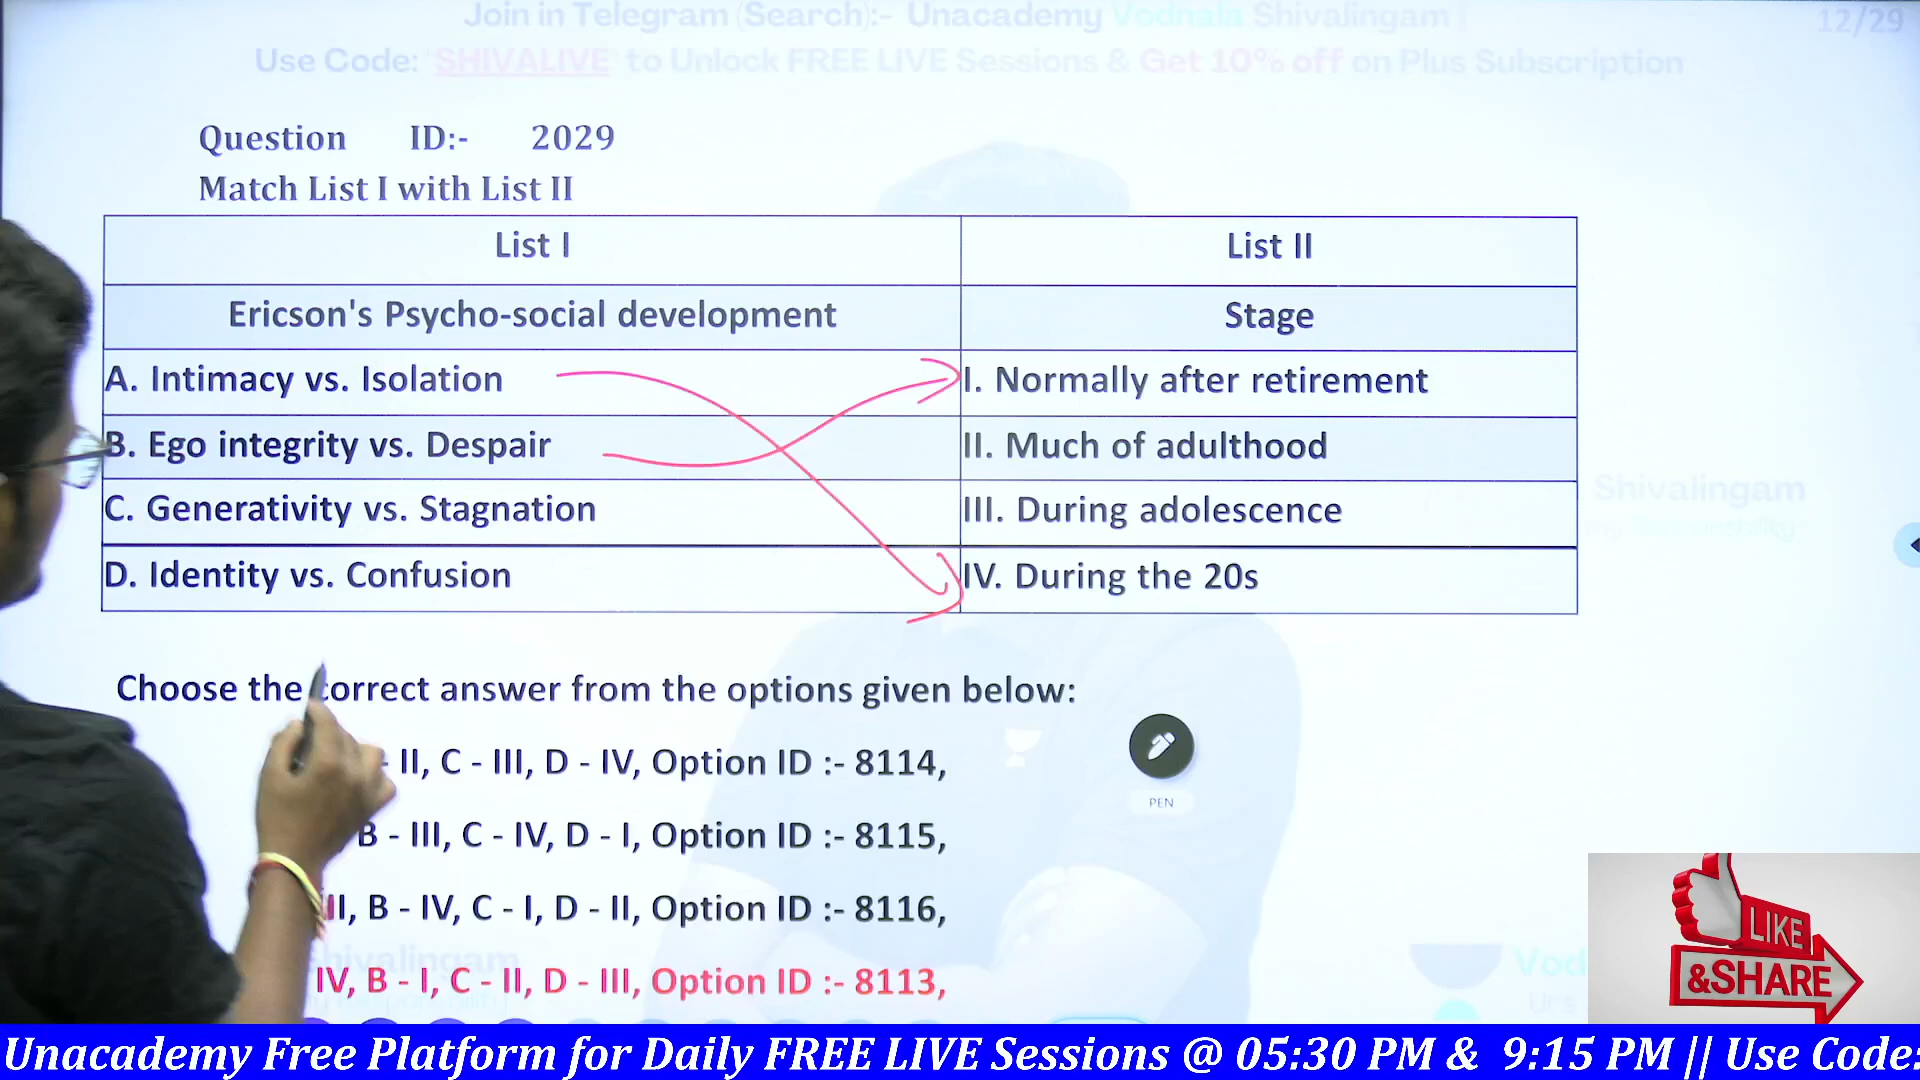 Join in Telegram (Search):- Unacademy Vodnala Shivalingam |
12/29
Use Code: SHIVALIVE to Unlock FREE LIVE Sessions & Get 10% off on Plus Subscription
Question ID:- 2029
Match List I with List II
List I List II
Ericson's Psycho-social development Stage
A. Intimacy vs. Isolation I. Normally after retirement
B. Ego integrity vs. Despair II. Much of adulthood
Shivalingam
C. Generativity vs. Stagnation III. During adolescence
D. Identity vs. Confusion IV. During the 20s
Choose the correct answer from the options given below:
- II, C - III, D - IV, Option ID :- 8114,
PEN
B - III, C - IV, D - I, Option ID :- 8115,
II, B - IV, C - I, D - II, Option ID :- 8116,
IV, B - I, C - II, D - III, Option ID :- 8113,
LIKE
&SHARE
Unacademy Free Platform for Daily FREE LIVE Sessions @ 05:30 PM & 9:15 PM || Use Code: